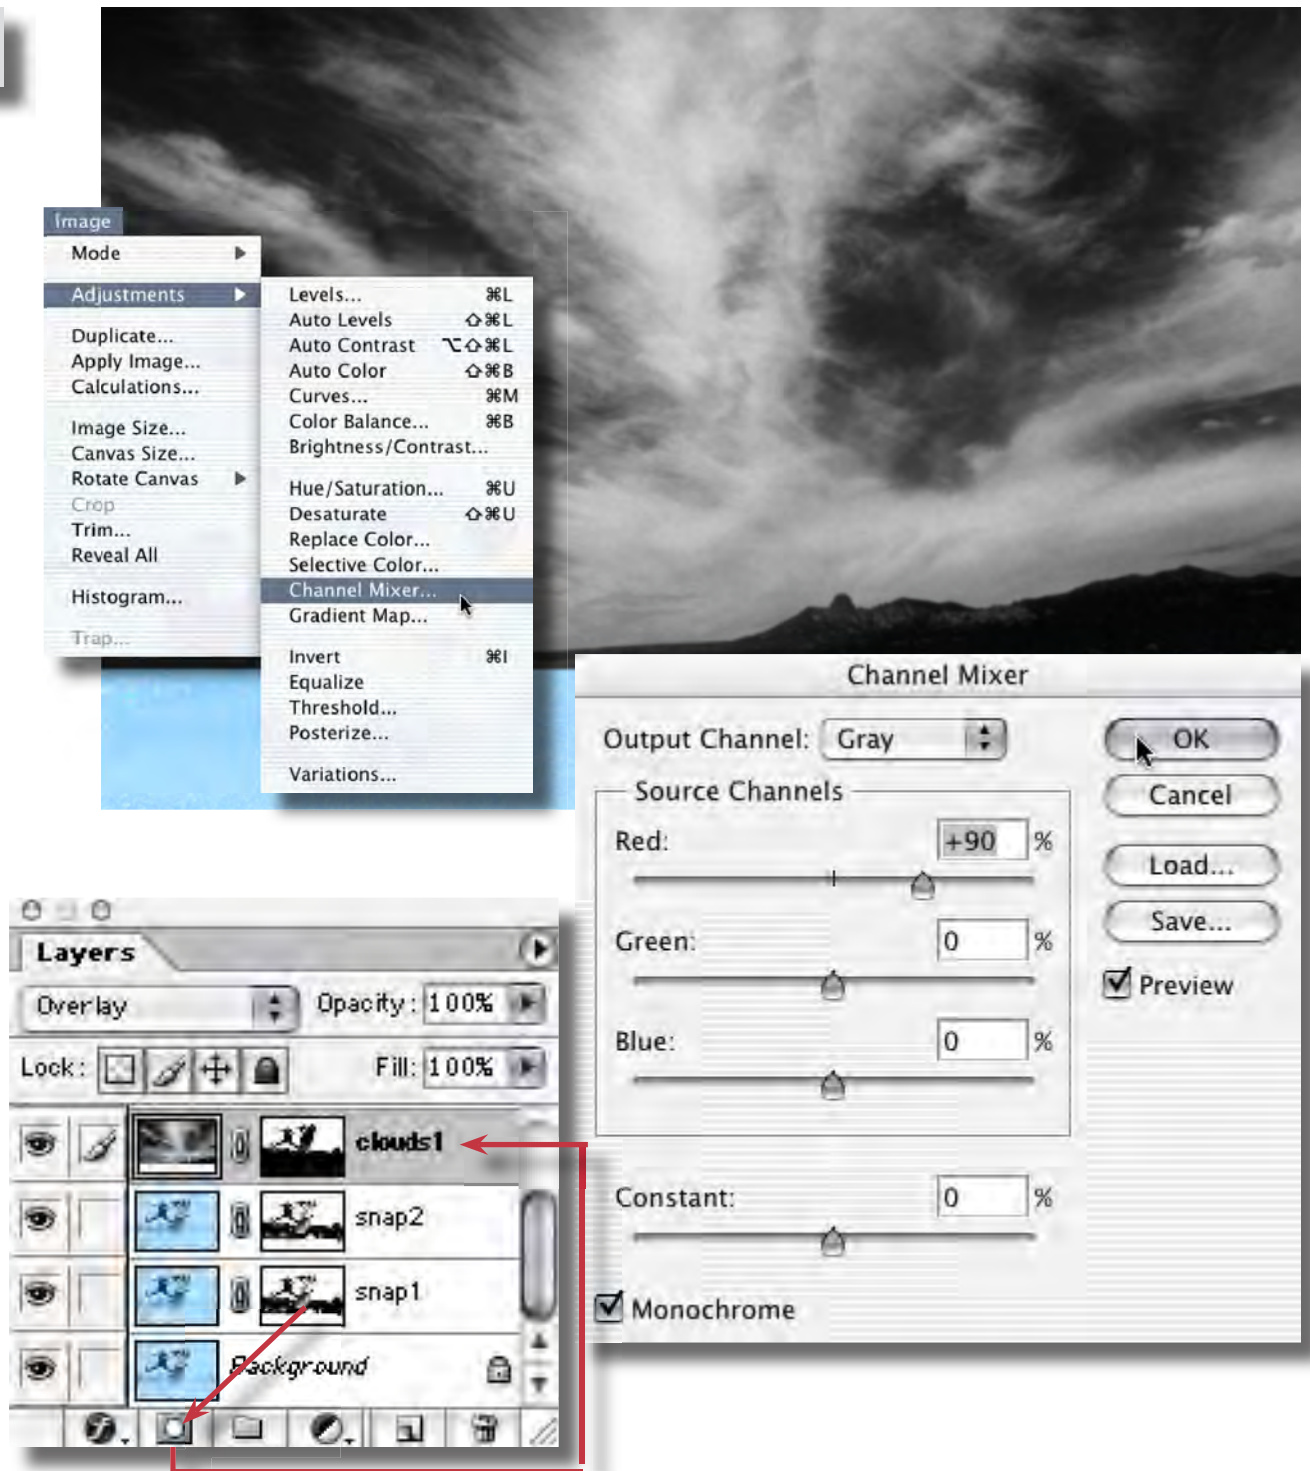 Image
Mode
Adjustments
Duplicate...
Apply Image...
Calculations...
Image Size...
Canvas Size...
Rotate Canvas
Crop
Trim...
Reveal All
Histogram...
Trap...
Levels... ⌘L
Auto Levels ⇧⌘L
Auto Contrast ⌥⇧⌘L
Auto Color ⇧⌘B
Curves... ⌘M
Color Balance... ⌘B
Brightness/Contrast...
Hue/Saturation... ⌘U
Desaturate ⇧⌘U
Replace Color...
Selective Color...
Channel Mixer...
Gradient Map...
Invert ⌘I
Equalize
Threshold...
Posterize...
Variations...
Channel Mixer
Output Channel: Gray
OK
Cancel
Load...
Save...
Preview
Source Channels
Red: +90 %
Green: 0 %
Blue: 0 %
Constant: 0 %
Monochrome
Layers
Overlay Opacity: 100%
Lock: Fill: 100%
clouds1
snap2
snap1
Background